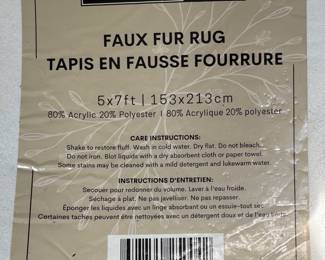 FAUX FUR RUG
TAPIS EN FAUSSE FOURRURE
5x7ft | 153x213cm
80% Acrylic 20% Polyester | 80% Acrylique 20% polyester
CARE INSTRUCTIONS:
Shake to restore fluff. Wash in cold water. Dry flat. Do not bleach.
Do not iron. Blot liquids with a dry absorbent cloth or paper towel.
Some stains may be cleaned with a mild detergent and lukewarm water.
INSTRUCTIONS D'ENTRETIEN:
Secouer pour redonner du volume. Laver à l'eau froide.
Séchage à plat. Ne pas javelliser. Ne pas repasser.
Éponger les liquides avec un linge absorbant ou un essuie-tout sec.
Certaines taches peuvent être nettoyées avec un détergent doux et de l'eau